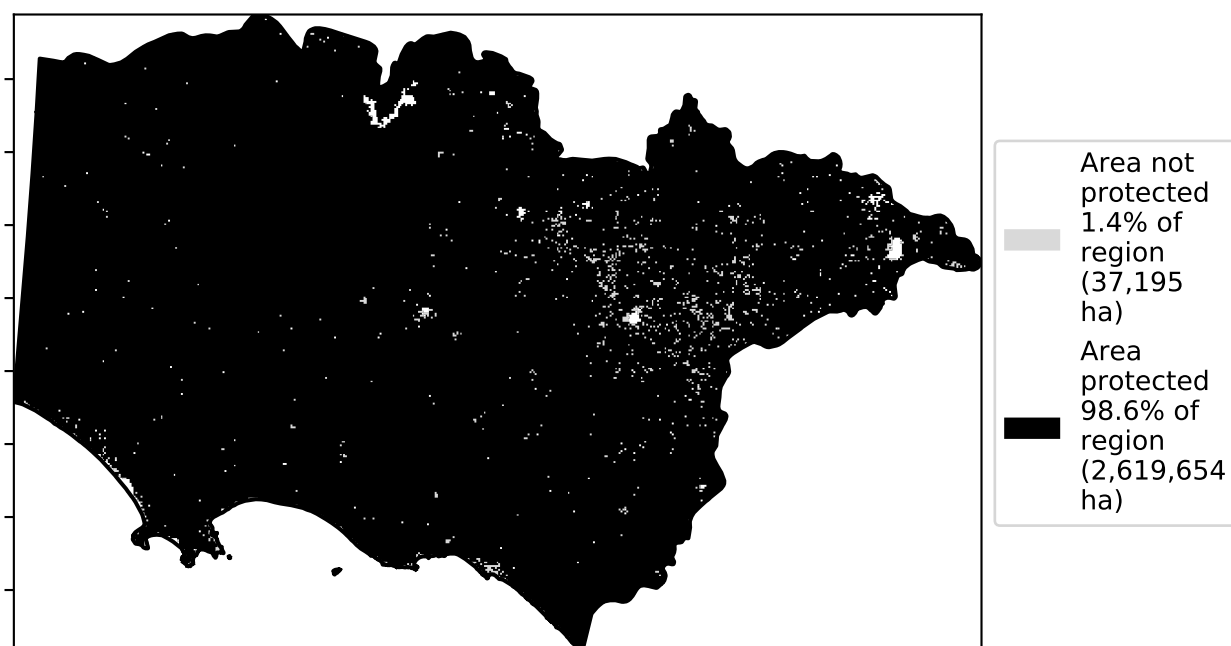 Area not
protected
1.4% of
region
(37,195
ha)
Area
protected
98.6% of
region
(2,619,654
ha)